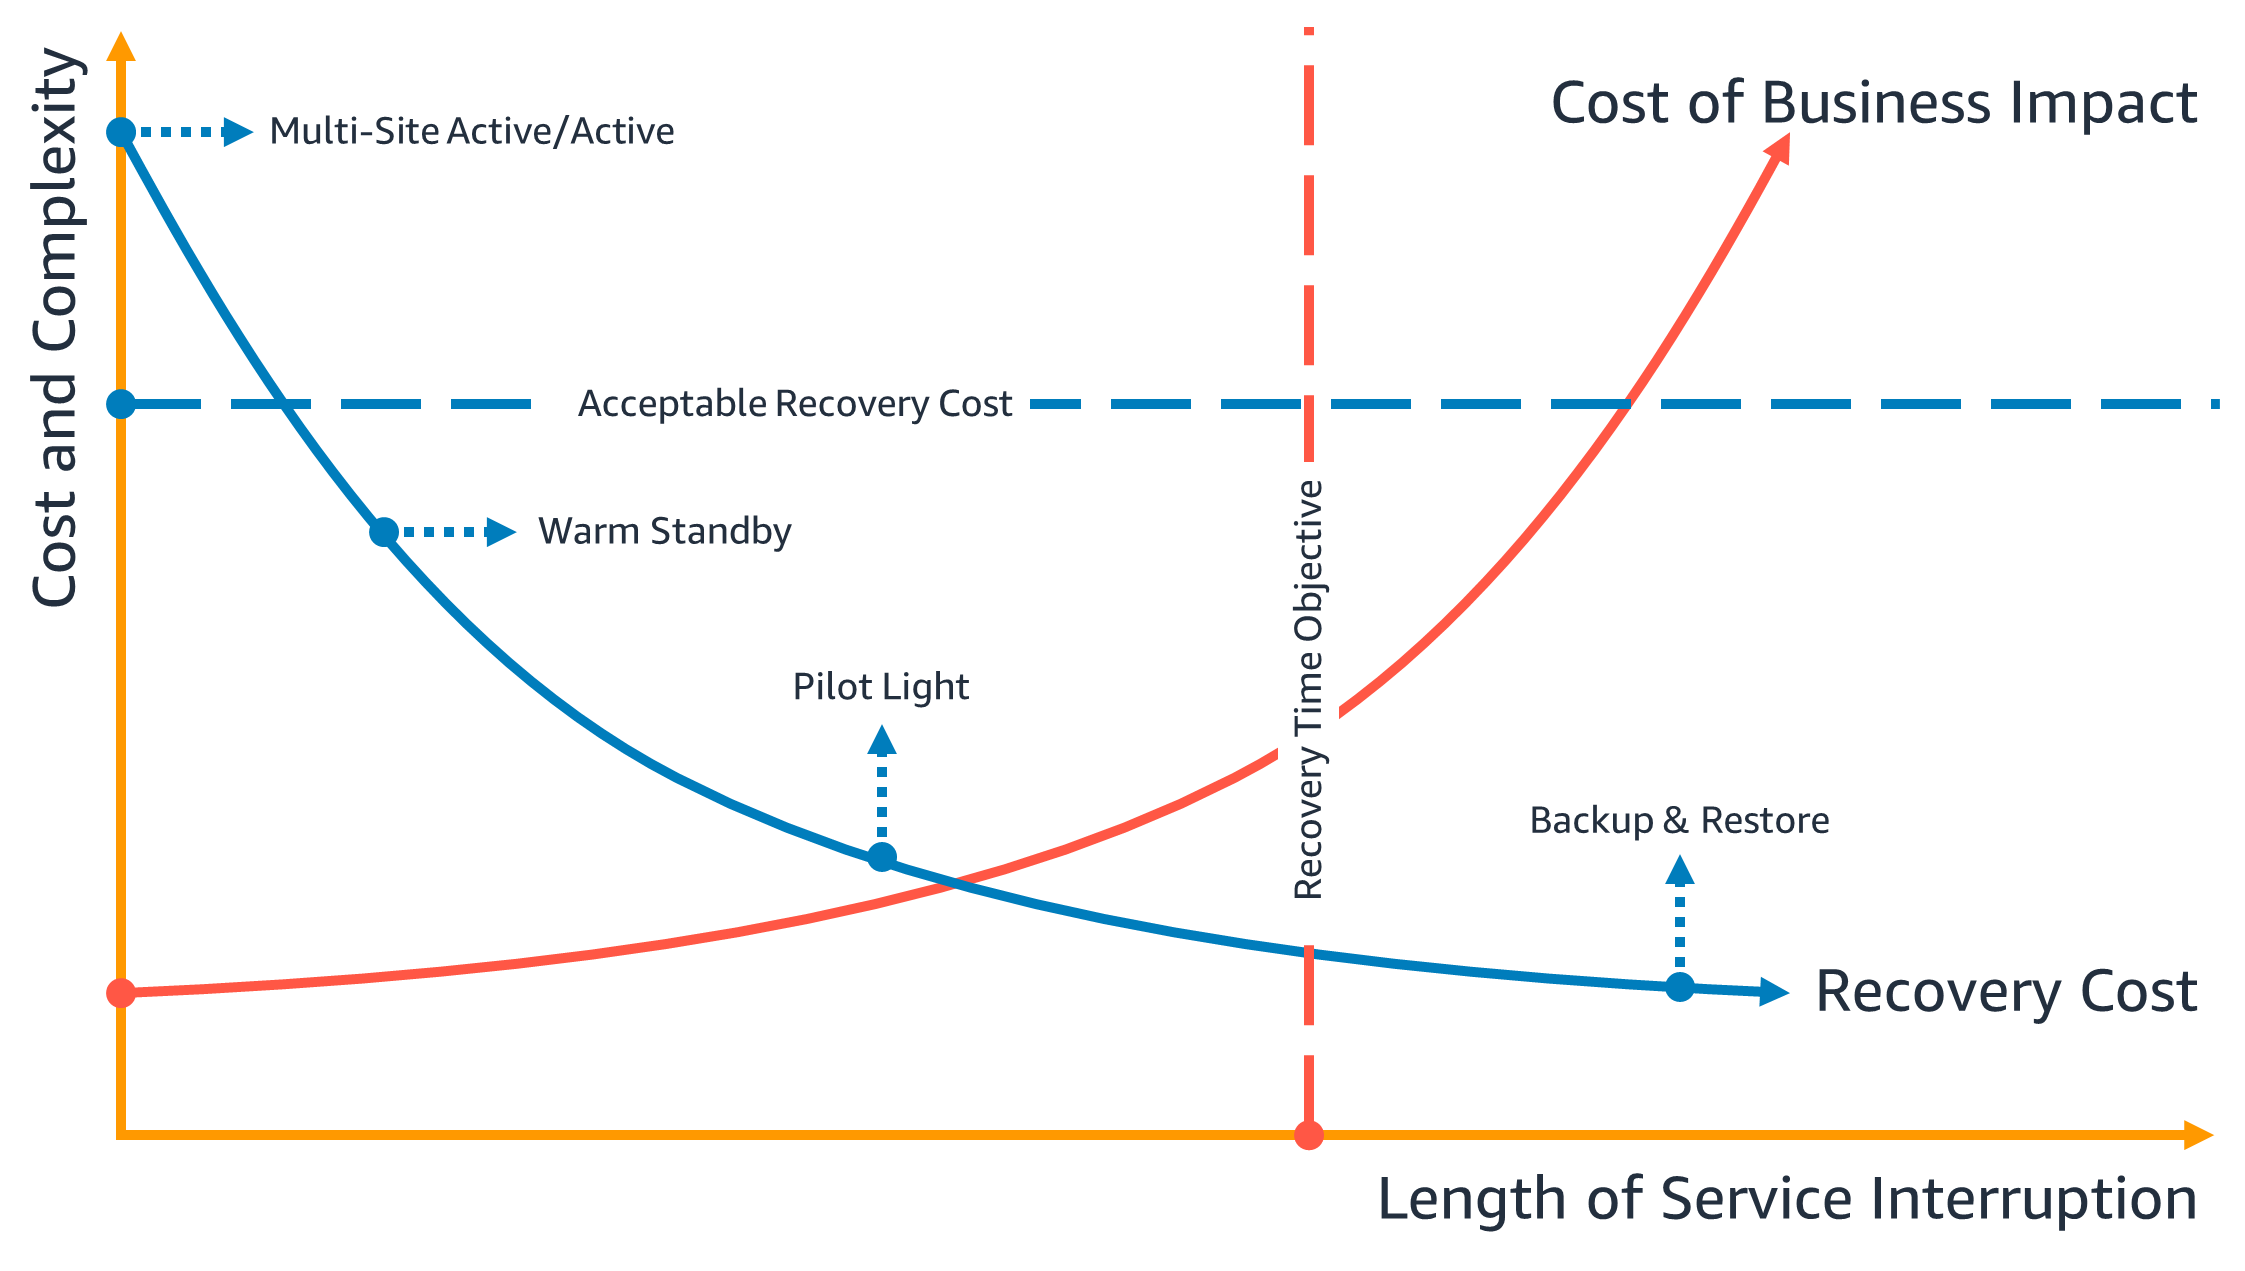 Cost and Complexity
Multi-Site Active/Active
Cost of Business Impact
Acceptable Recovery Cost
Warm Standby
Recovery Time Objective
Pilot Light
Backup & Restore
Recovery Cost
Length of Service Interruption